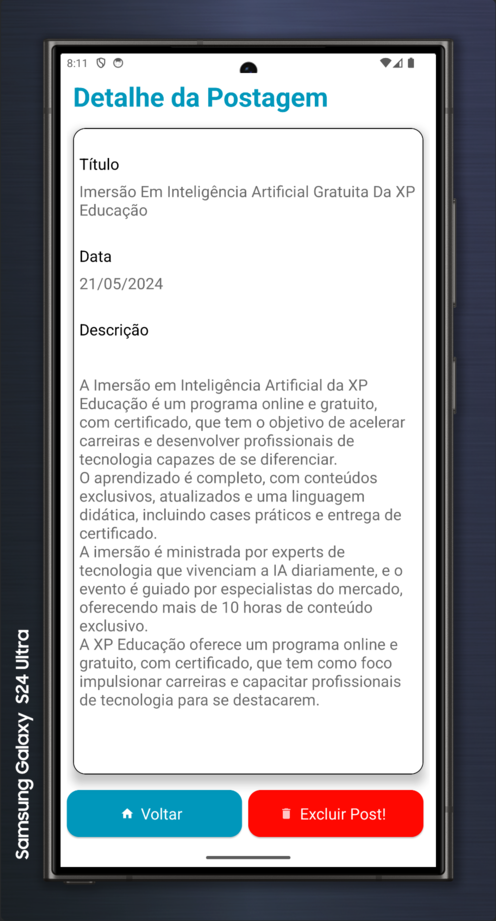 8:11
Detalhe da Postagem
Título
Imersão Em Inteligência Artificial Gratuita Da XP
Educação
Data
21/05/2024
Descrição
A Imersão em Inteligência Artificial da XP
Educação é um programa online e gratuito,
com certificado, que tem o objetivo de acelerar
carreiras e desenvolver profissionais de
tecnologia capazes de se diferenciar.
O aprendizado é completo, com conteúdos
exclusivos, atualizados e uma linguagem
didática, incluindo cases práticos e entrega de
certificado.
A imersão é ministrada por experts de
tecnologia que vivenciam a IA diariamente, e o
evento é guiado por especialistas do mercado,
oferecendo mais de 10 horas de conteúdo
exclusivo.
A XP Educação oferece um programa online e
gratuito, com certificado, que tem como foco
impulsionar carreiras e capacitar profissionais
de tecnologia para se destacarem.
Voltar
Excluir Post!
Samsung Galaxy S24 Ultra